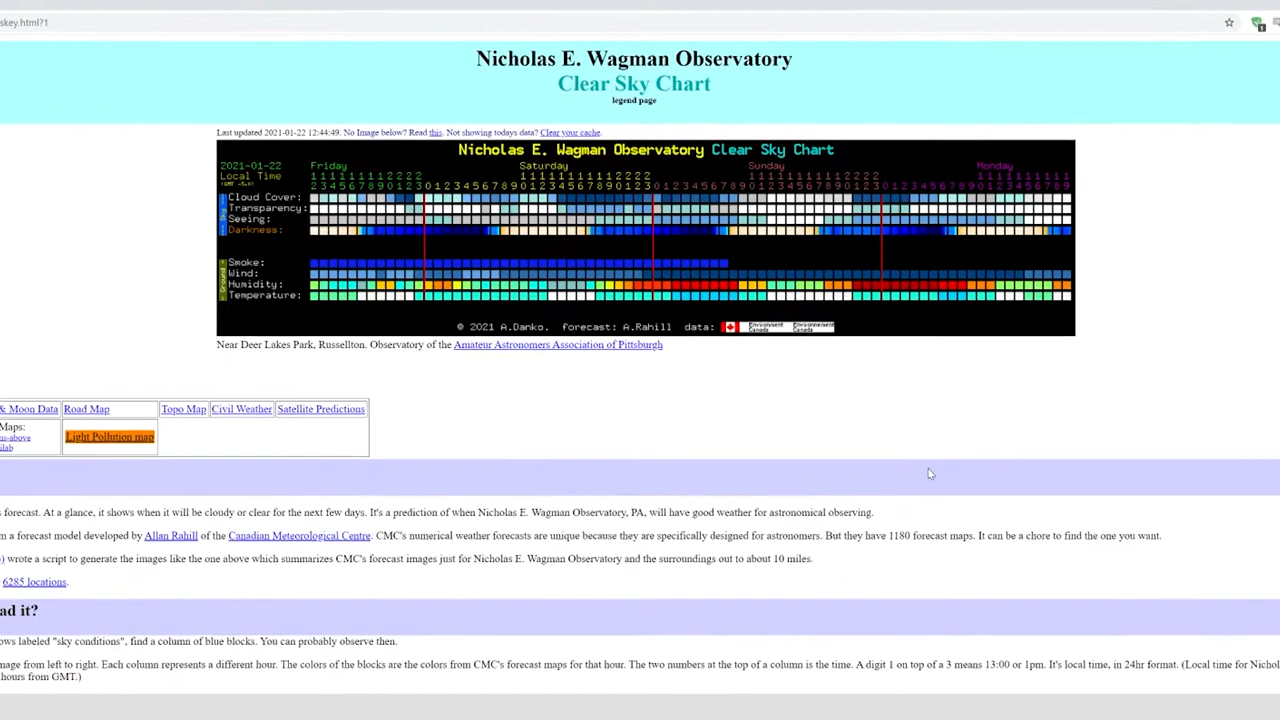 skey.html?1
Nicholas E. Wagman Observatory
Clear Sky Chart
legend page
Last updated 2021-01-22 12:44:49. No Image below? Read this. Not showing todays data? Clear your cache.
Nicholas E. Wagman Observatory Clear Sky Chart
2021-01-22 Friday Saturday Sunday Monday
Local Time
(GMT -5.0)
Cloud Cover:
Transparency:
Seeing:
Darkness:
Smoke:
Wind:
Humidity:
Temperature:
© 2021 A.Danko. forecast: A.Rahill data: Environment Canada Environnement Canada
Near Deer Lakes Park, Russellton. Observatory of the Amateur Astronomers Association of Pittsburgh
& Moon Data Road Map Topo Map Civil Weather Satellite Predictions
Maps:
ns-above
Light Pollution map
ilab
s forecast. At a glance, it shows when it will be cloudy or clear for the next few days. It's a prediction of when Nicholas E. Wagman Observatory, PA, will have good weather for astronomical observing.
m a forecast model developed by Allan Rahill of the Canadian Meteorological Centre. CMC's numerical weather forecasts are unique because they are specifically designed for astronomers. But they have 1180 forecast maps. It can be a chore to find the one you want.
) wrote a script to generate the images like the one above which summarizes CMC's forecast images just for Nicholas E. Wagman Observatory and the surroundings out to about 10 miles.
6285 locations.
ad it?
ows labeled "sky conditions", find a column of blue blocks. You can probably observe then.
mage from left to right. Each column represents a different hour. The colors of the blocks are the colors from CMC's forecast maps for that hour. The two numbers at the top of a column is the time. A digit 1 on top of a 3 means 13:00 or 1pm. It's local time, in 24hr format. (Local time for Nichol
hours from GMT.)